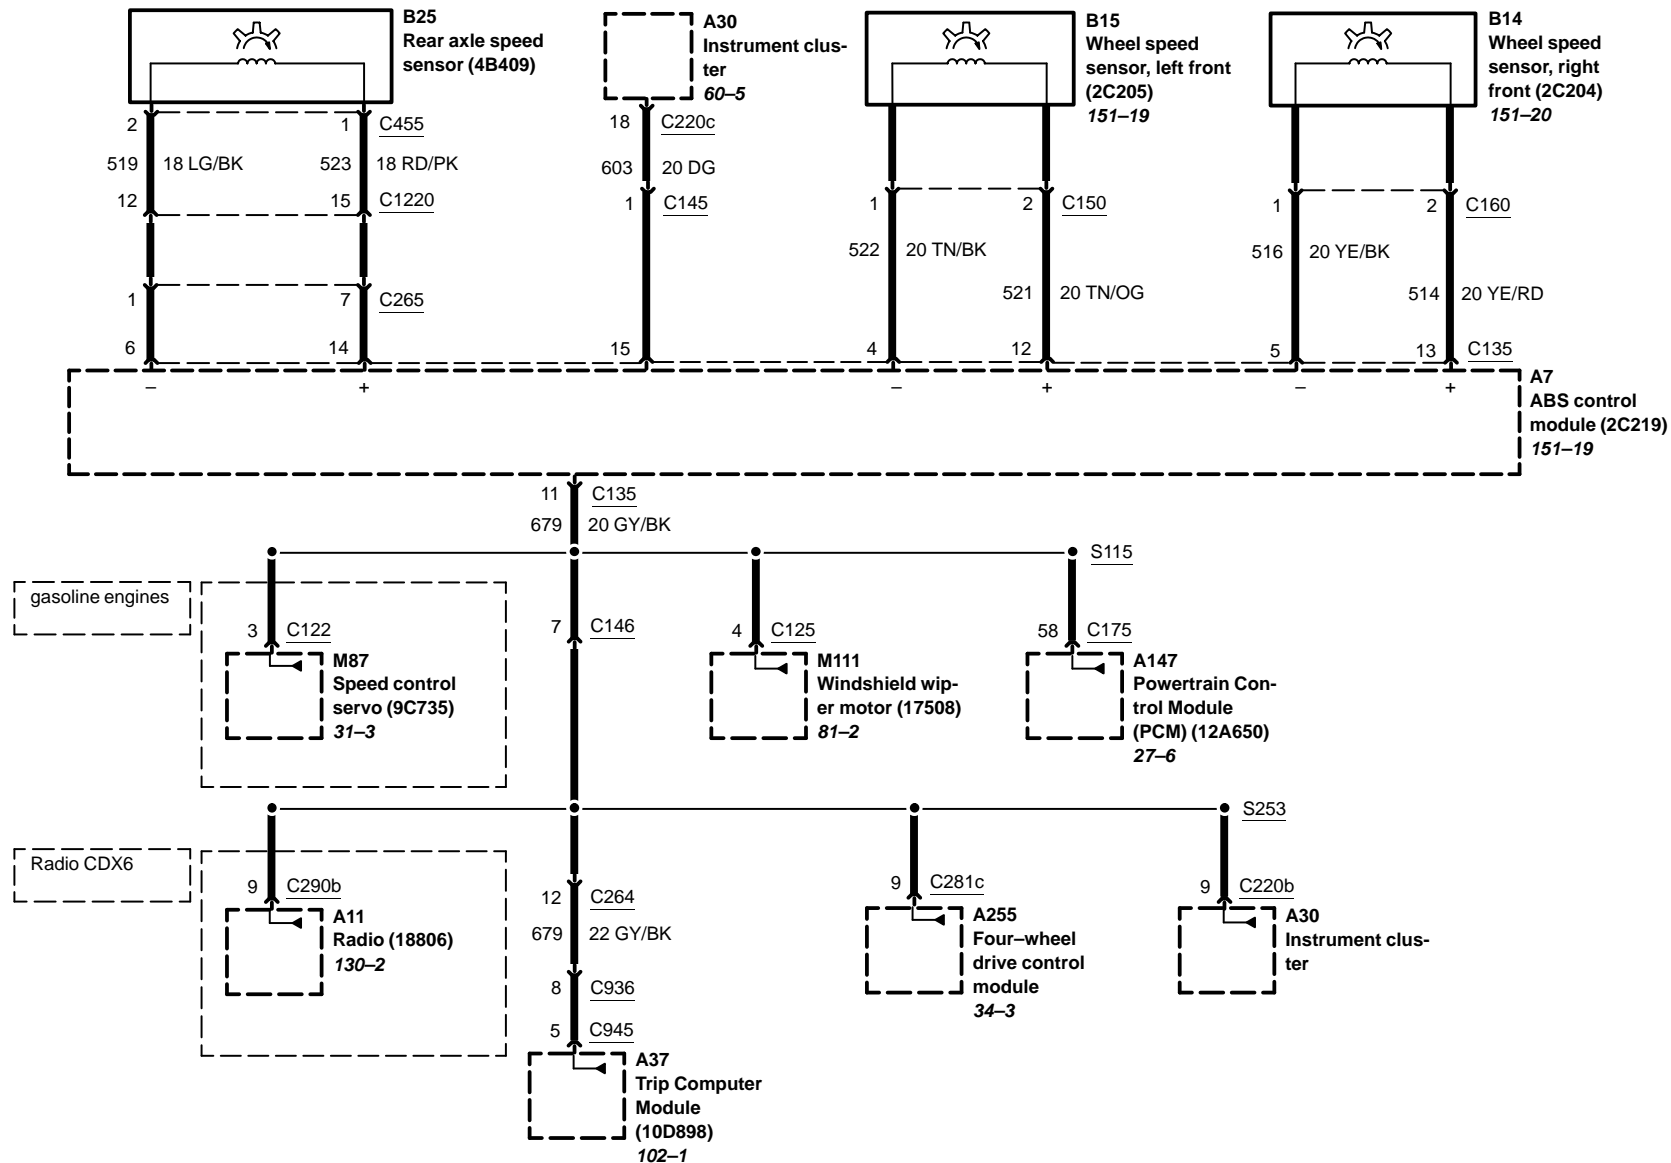 B25
Rear axle speed
sensor (4B409)
A30
Instrument clus-
ter
60–5
B15
Wheel speed
sensor, left front
(2C205)
151–19
B14
Wheel speed
sensor, right
front (2C204)
151–20
2 1 C455
18 C220c
519 18 LG/BK 523 18 RD/PK
603 20 DG
12 15 C1220
1 C145
1 2 C150
1 2 C160
522 20 TN/BK
516 20 YE/BK
521 20 TN/OG
514 20 YE/RD
1 7 C265
6 14 15 4 12 5 13 C135
– + – + – +
A7
ABS control
module (2C219)
151–19
11 C135
679 20 GY/BK
S115
gasoline engines
3 C122
7 C146
4 C125
58 C175
M87
Speed control
servo (9C735)
31–3
M111
Windshield wip-
er motor (17508)
81–2
A147
Powertrain Con-
trol Module
(PCM) (12A650)
27–6
S253
Radio CDX6
9 C290b
12 C264
9 C281c
9 C220b
A11
Radio (18806)
130–2
679 22 GY/BK
A255
Four–wheel
drive control
module
34–3
A30
Instrument clus-
ter
8 C936
5 C945
A37
Trip Computer
Module
(10D898)
102–1